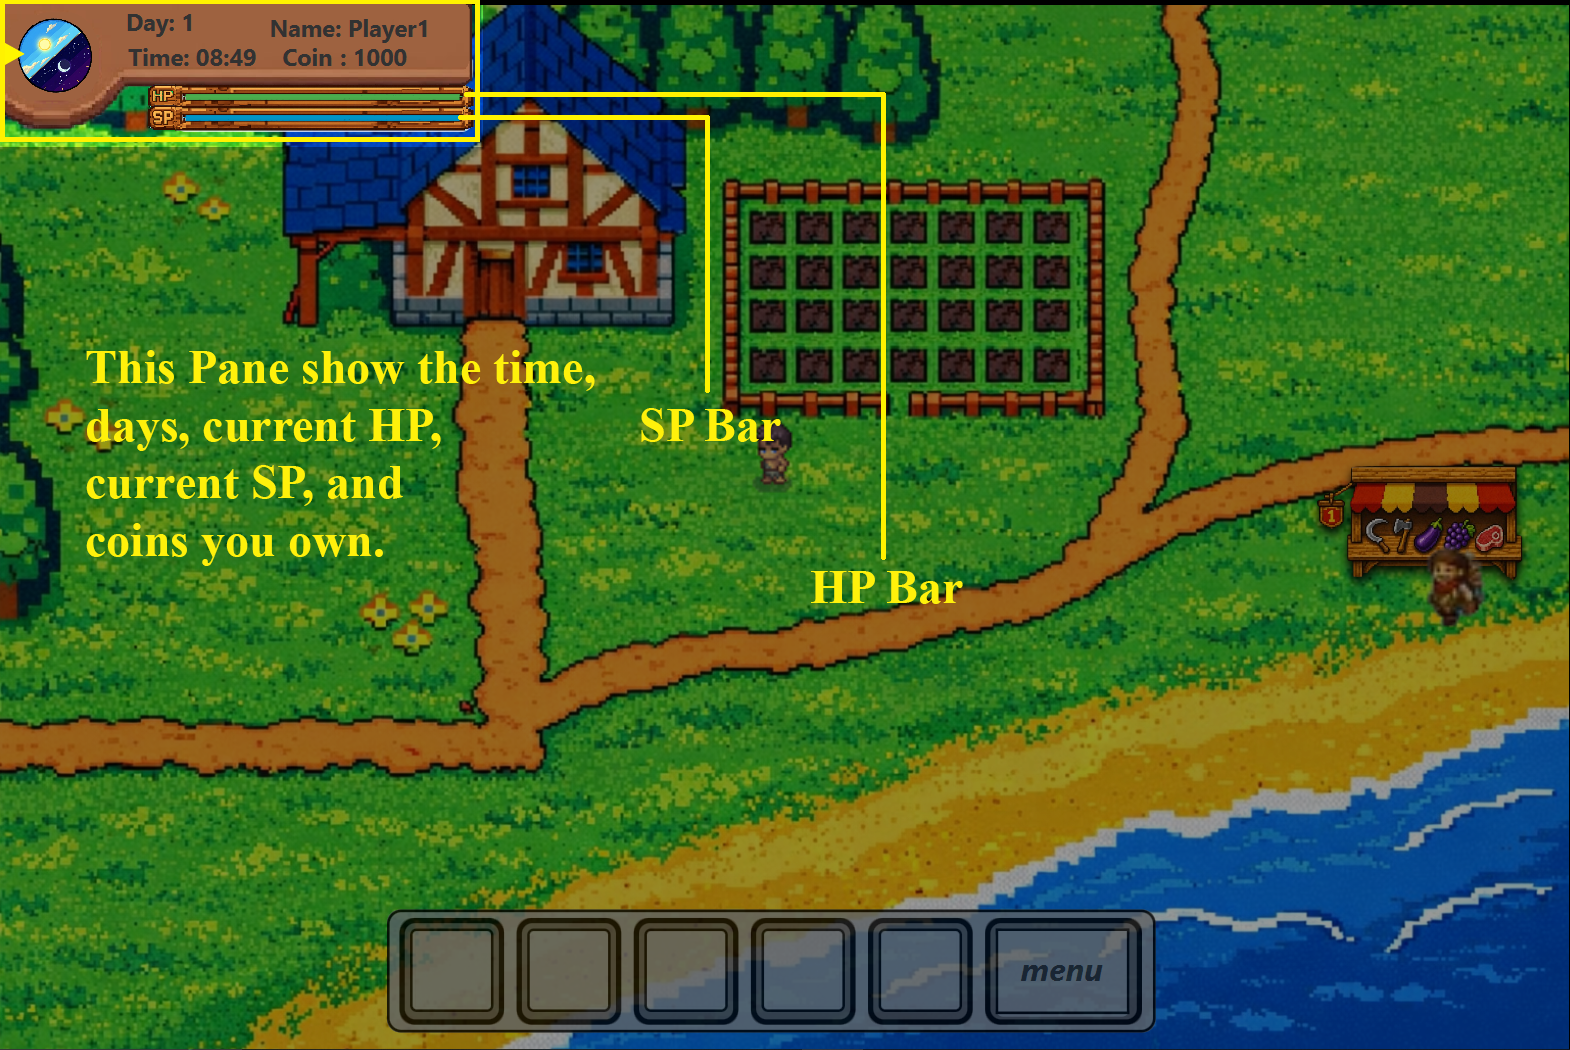 Day: 1
Name: Player1
Time: 08:49
Coin : 1000
HP
SP
This Pane show the time,
days, current HP,
current SP, and
coins you own.
SP Bar
HP Bar
1
menu